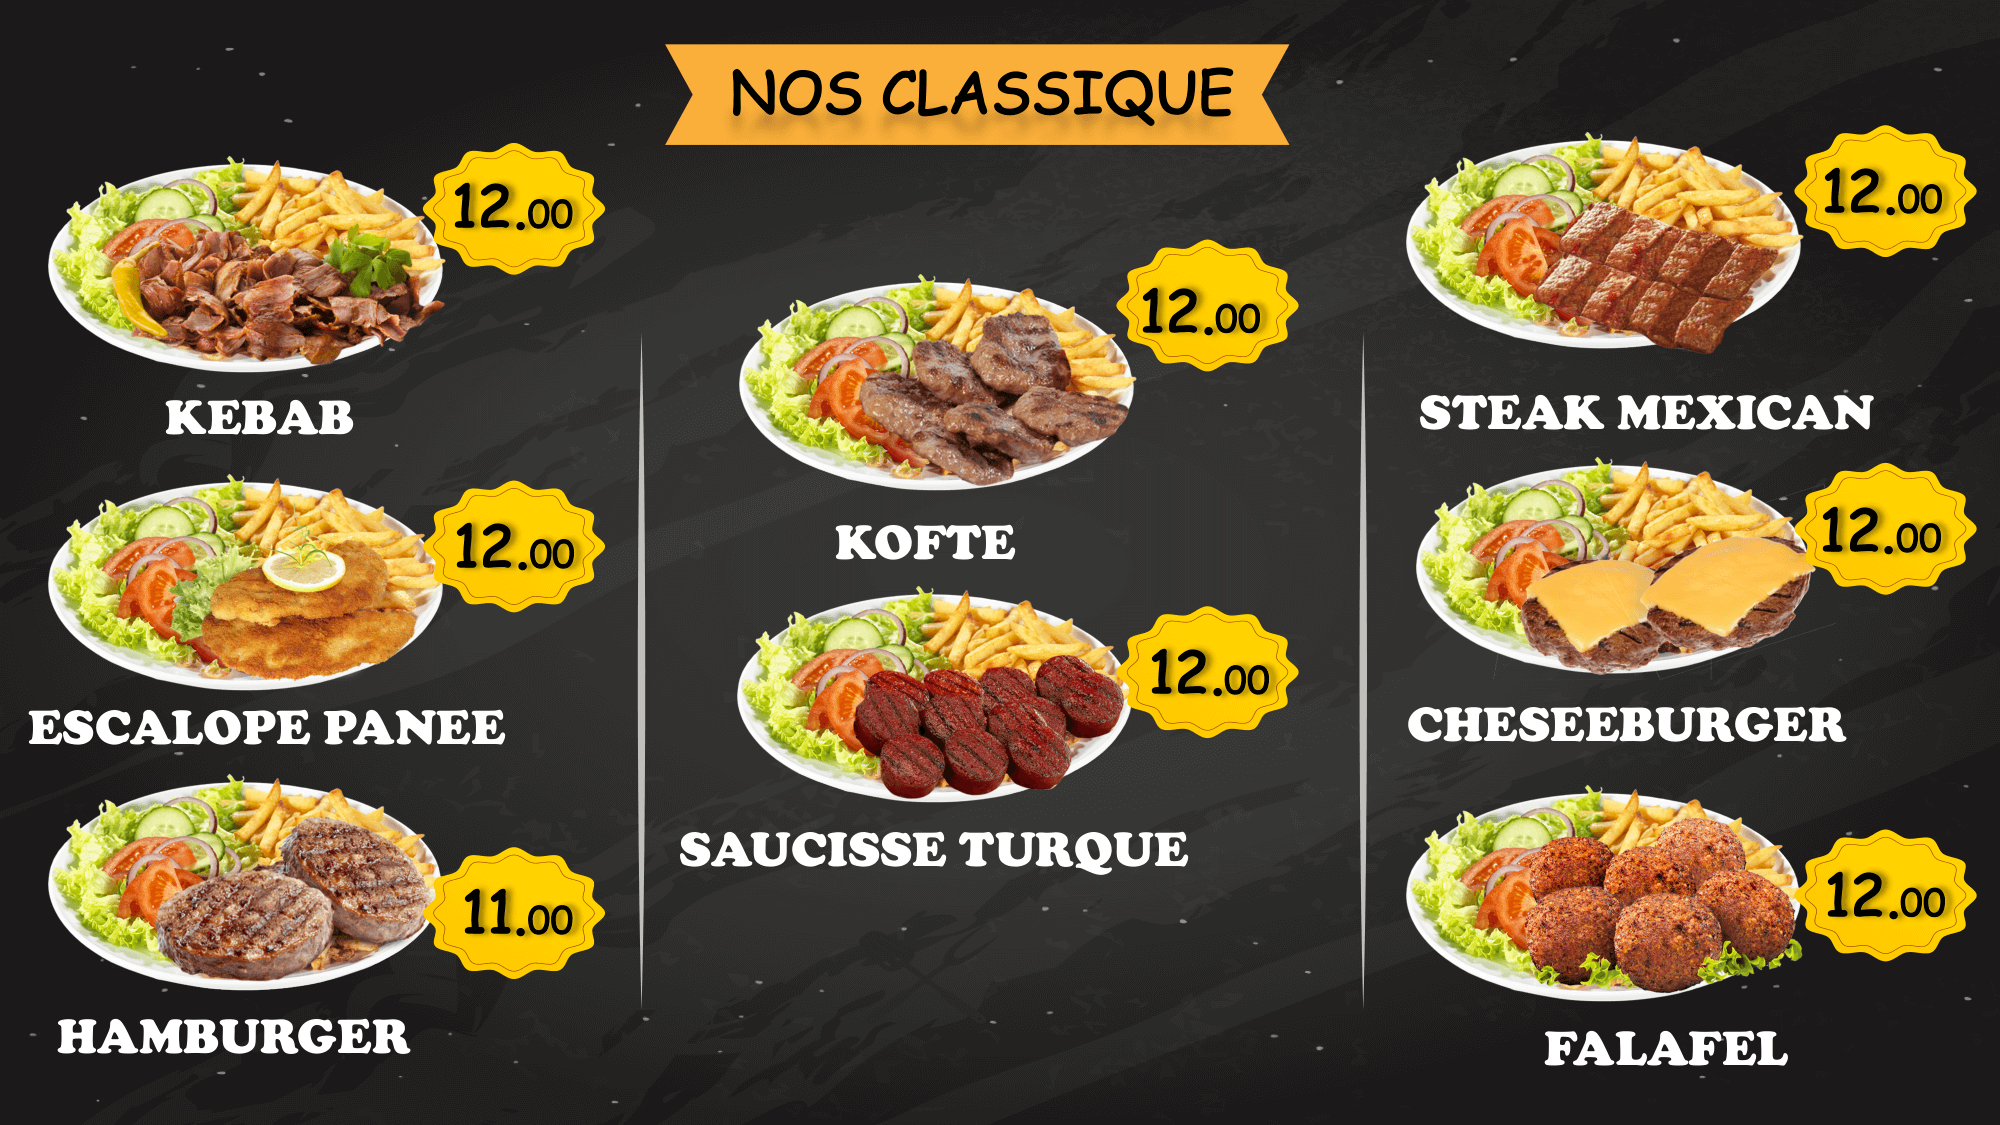 NOS CLASSIQUE
12.00
KEBAB
12.00
ESCALOPE PANEE
11.00
HAMBURGER
12.00
KOFTE
12.00
SAUCISSE TURQUE
12.00
STEAK MEXICAN
12.00
CHESEEBURGER
12.00
FALAFEL